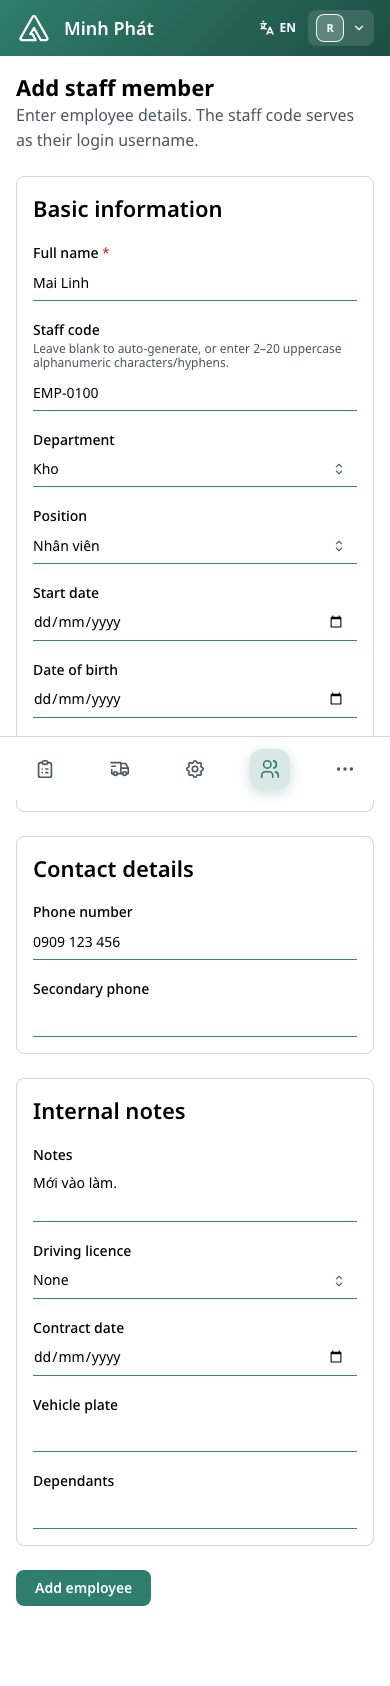 Minh Phát
EN
R
Add staff member
Enter employee details. The staff code serves
as their login username.
Basic information
Full name *
Mai Linh
Staff code
Leave blank to auto-generate, or enter 2–20 uppercase
alphanumeric characters/hyphens.
EMP-0100
Department
Kho
Position
Nhân viên
Start date
dd/mm/yyyy
Date of birth
dd/mm/yyyy
Contact details
Phone number
0909 123 456
Secondary phone
Internal notes
Notes
Mới vào làm.
Driving licence
None
Contract date
dd/mm/yyyy
Vehicle plate
Dependants
Add employee